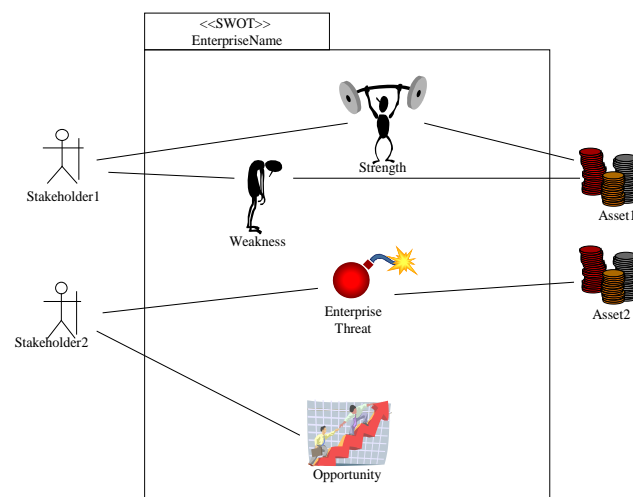 <<SWOT>>
EnterpriseName
Strength
Stakeholder1
Weakness
Asset1
Enterprise
Threat
Asset2
Stakeholder2
Opportunity